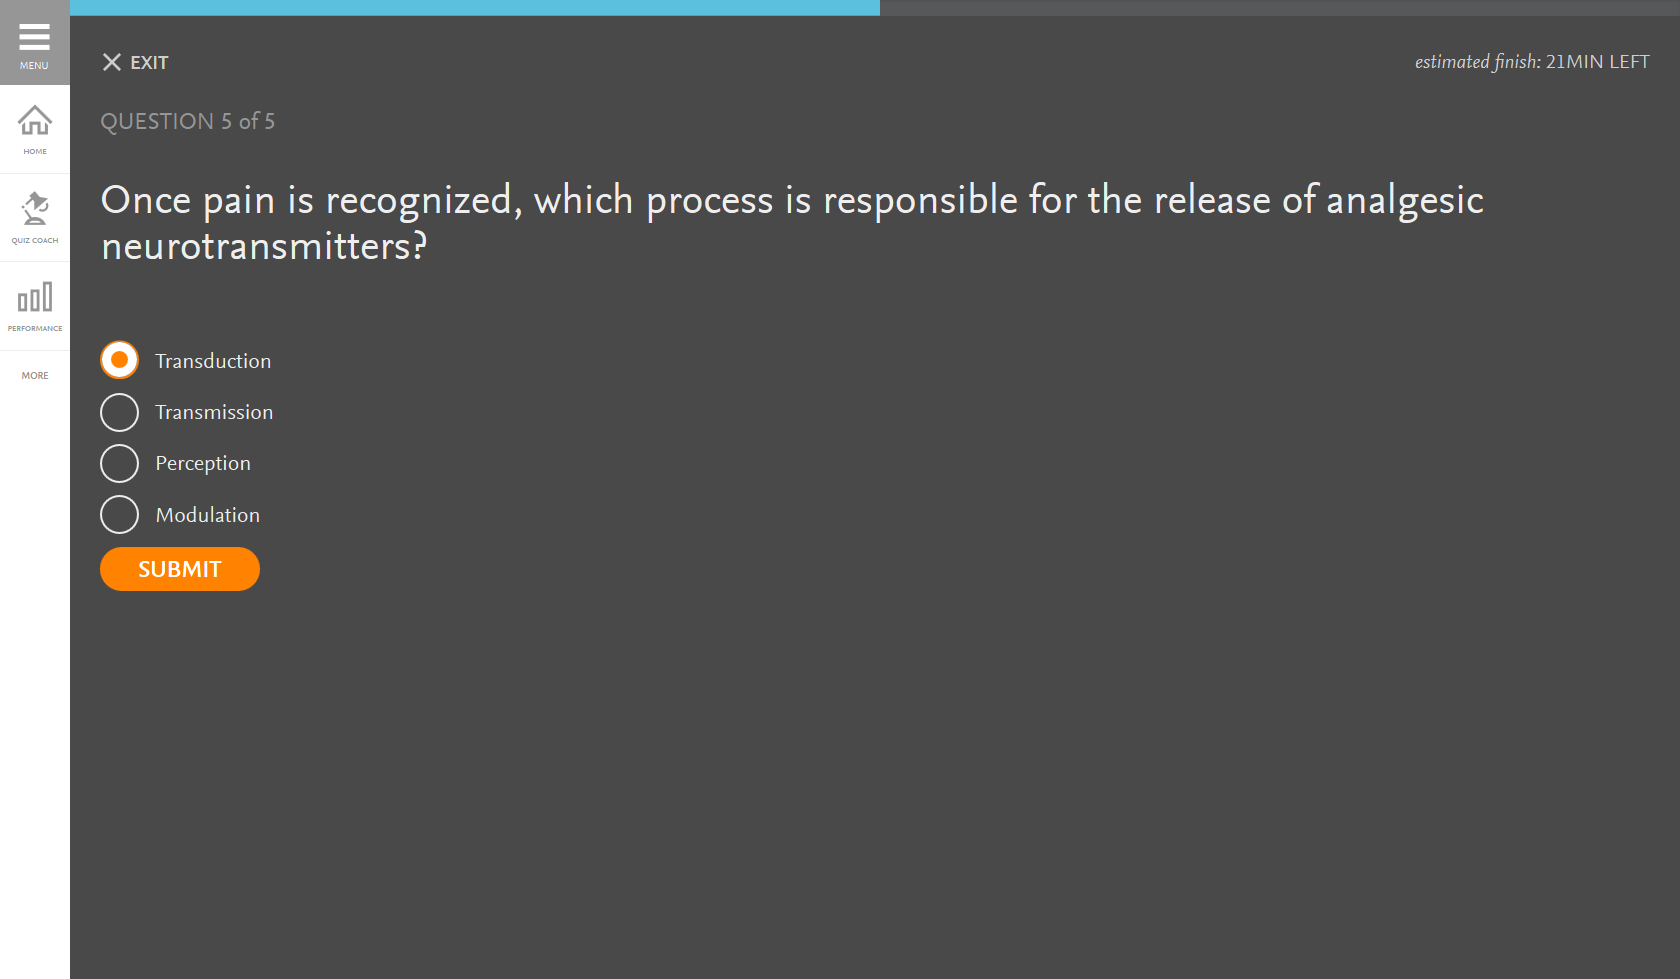 MENU
HOME
QUIZ COACH
PERFORMANCE
MORE
EXIT
estimated finish: 21MIN LEFT
QUESTION 5 of 5
Once pain is recognized, which process is responsible for the release of analgesic
neurotransmitters?
Transduction
Transmission
Perception
Modulation
SUBMIT